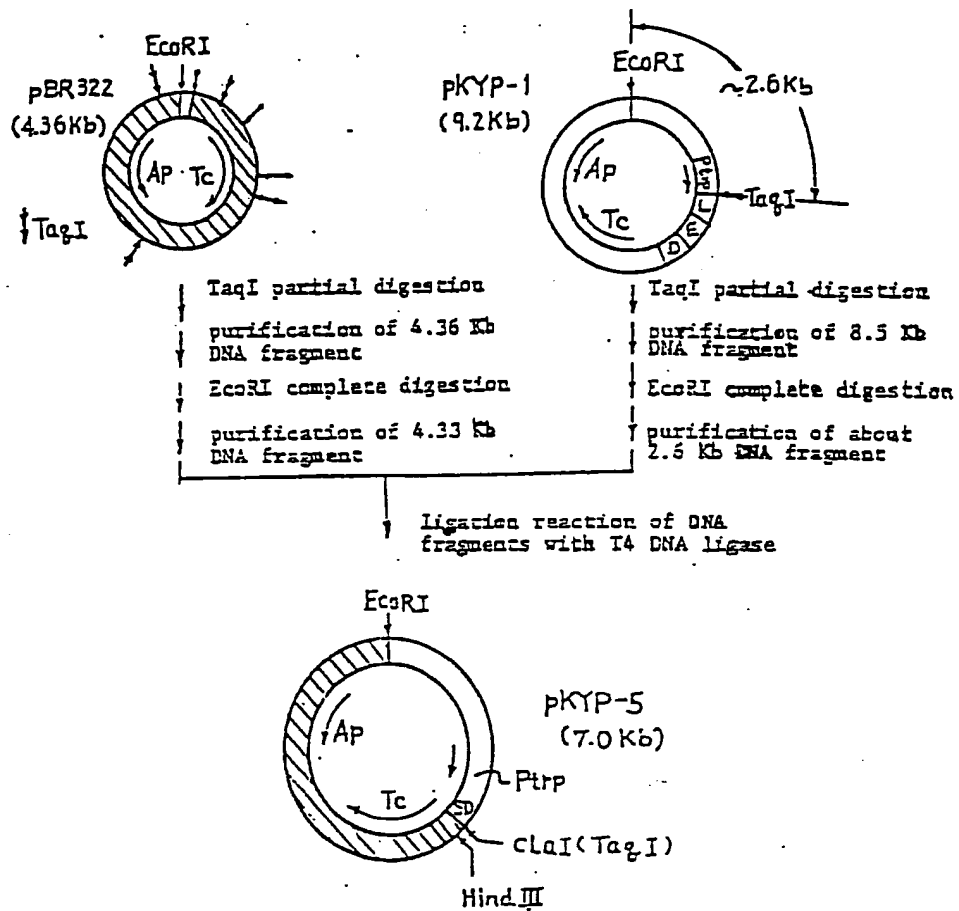 EcoRI
pBR322
(4.36Kb)
Ap
Tc
TaqI
pKYP-1
(9.2Kb)
EcoRI
~2.6Kb
Ap
Tc
Ptrp
L
E
D
TaqI
TaqI partial digestion
purification of 4.36 Kb
DNA fragment
EcoRI complete digestion
purification of 4.33 Kb
DNA fragment
TaqI partial digestion
purification of 8.5 Kb
DNA fragment
EcoRI complete digestion
purification of about
2.6 Kb DNA fragment
Ligation reaction of DNA
fragments with T4 DNA ligase
EcoRI
pKYP-5
(7.0Kb)
Ap
Tc
Ptrp
SD
ClaI(TaqI)
Hind III